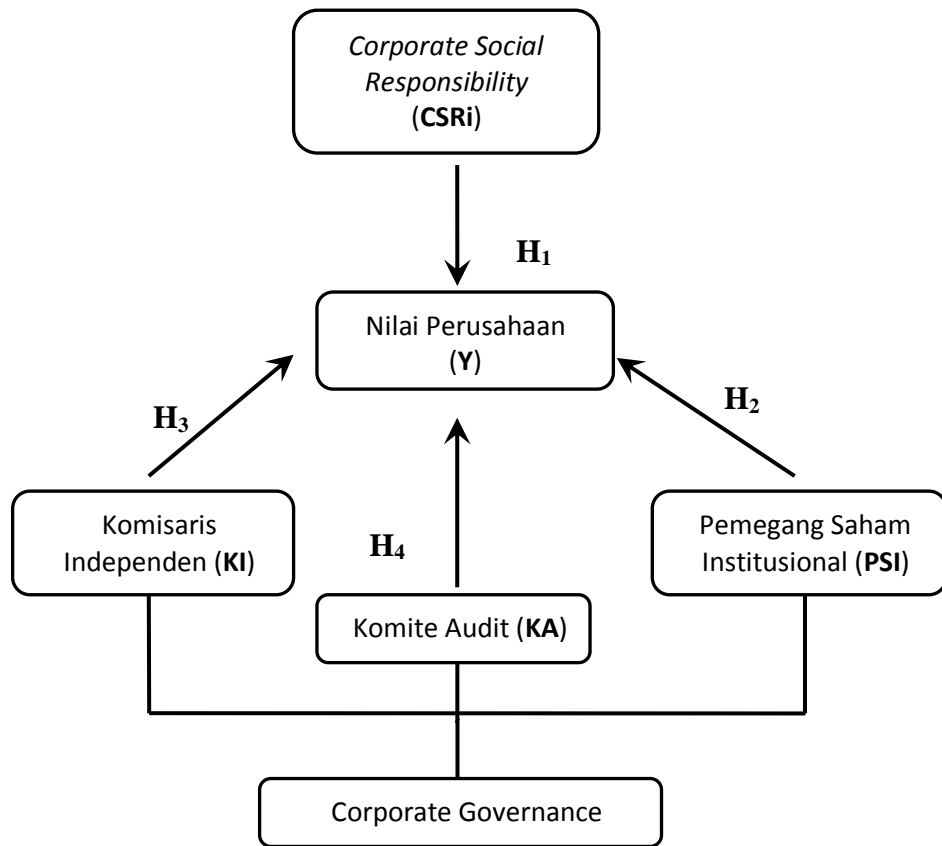 Corporate Social
Responsibility
(CSRi)
H₁
Nilai Perusahaan
(Y)
H₃
H₂
Komisaris
Independen (KI)
H₄
Pemegang Saham
Institusional (PSI)
Komite Audit (KA)
Corporate Governance